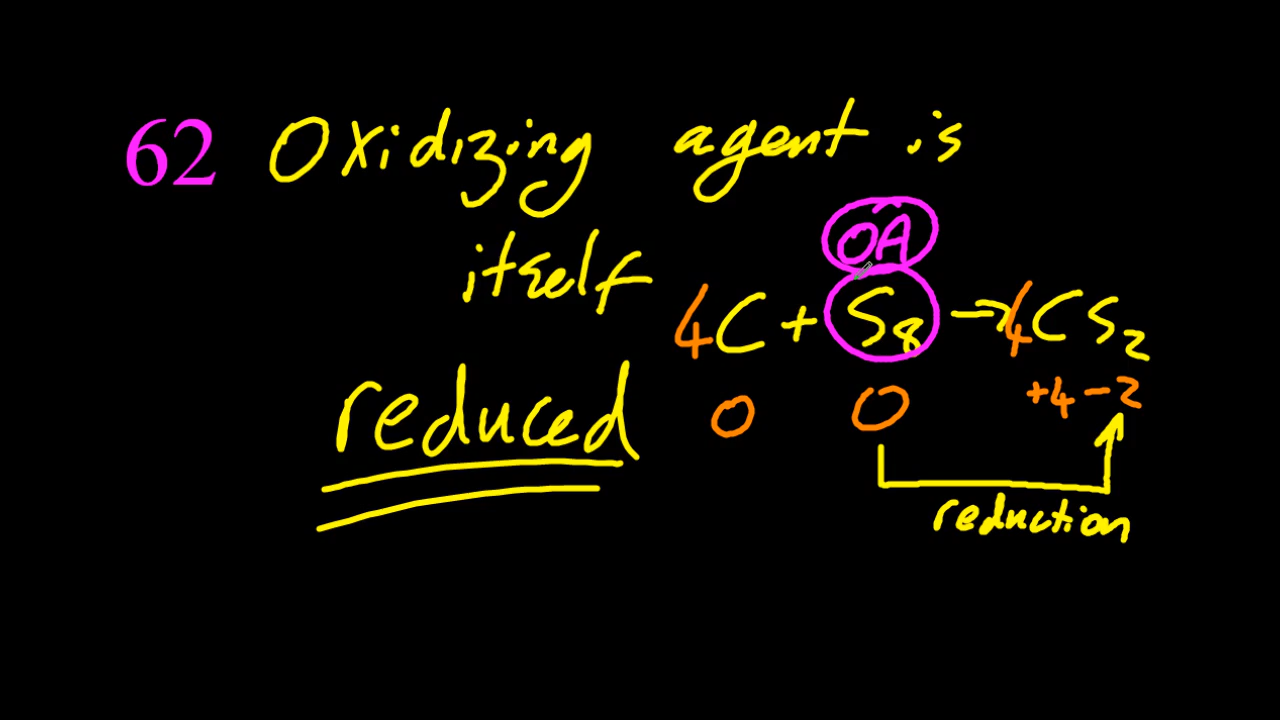 62 Oxidizing agent is
itself
OA
4C + S8 → 4CS2
reduced
0 0 +4 -2
reduction